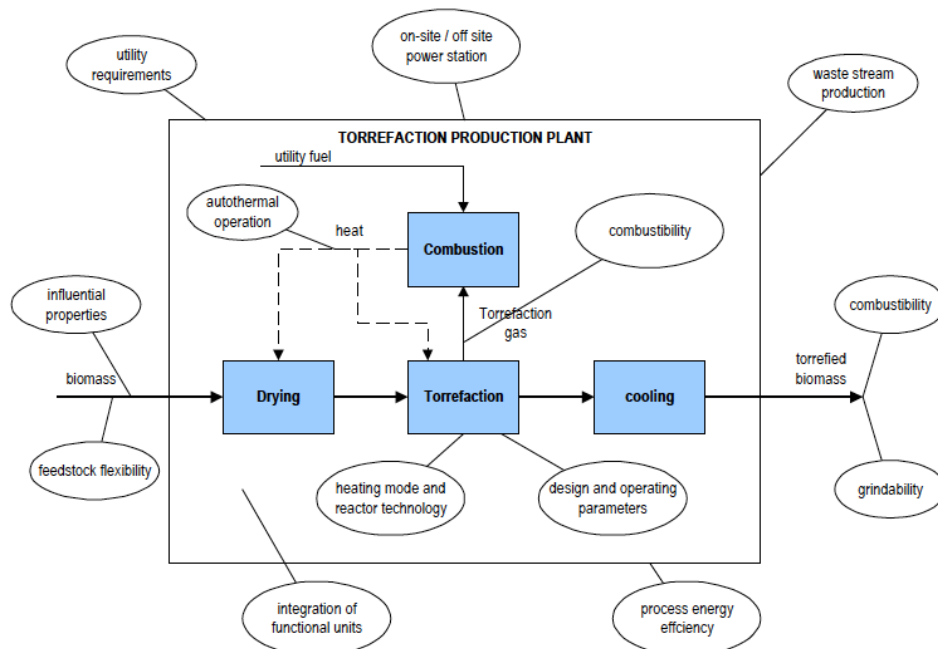 utility
requirements
on-site / off site
power station
waste stream
production
TORREFACTION PRODUCTION PLANT
utility fuel
autothermal
operation
heat
Combustion
combustibility
influential
properties
Torrefaction
gas
combustibility
biomass
torrefied
biomass
Drying
Torrefaction
cooling
feedstock flexibility
heating mode and
reactor technology
design and operating
parameters
grindability
integration of
functional units
process energy
effciency